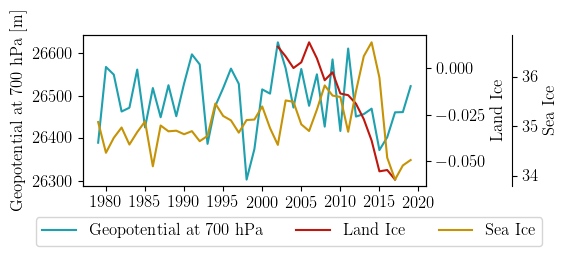 Geopotential at 700 hPa [m]
26600
26500
26400
26300
0.000
−0.025
−0.050
Land Ice
36
35
34
Sea Ice
1980 1985 1990 1995 2000 2005 2010 2015 2020
Geopotential at 700 hPa Land Ice Sea Ice